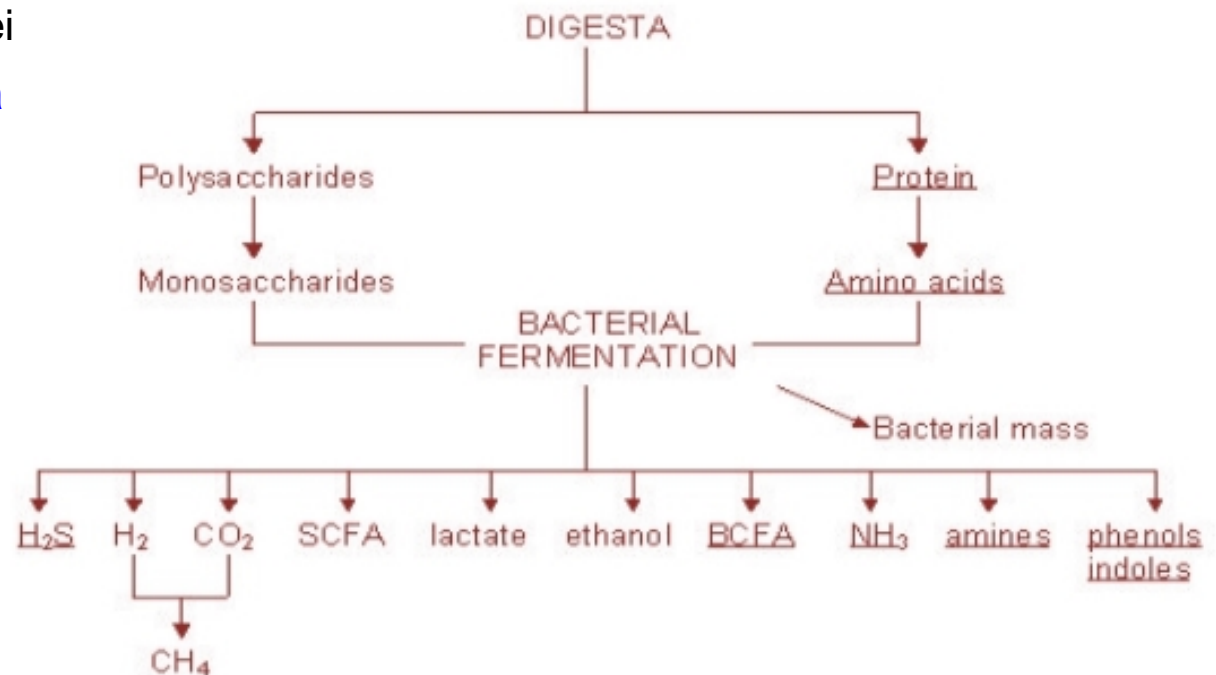 ei
DIGESTA
Polysaccharides
Protein
Monosaccharides
Amino acids
BACTERIAL
FERMENTATION
Bacterial mass
H₂S H₂ CO₂ SCFA lactate ethanol BCFA NH₃ amines phenols
indoles
CH₄